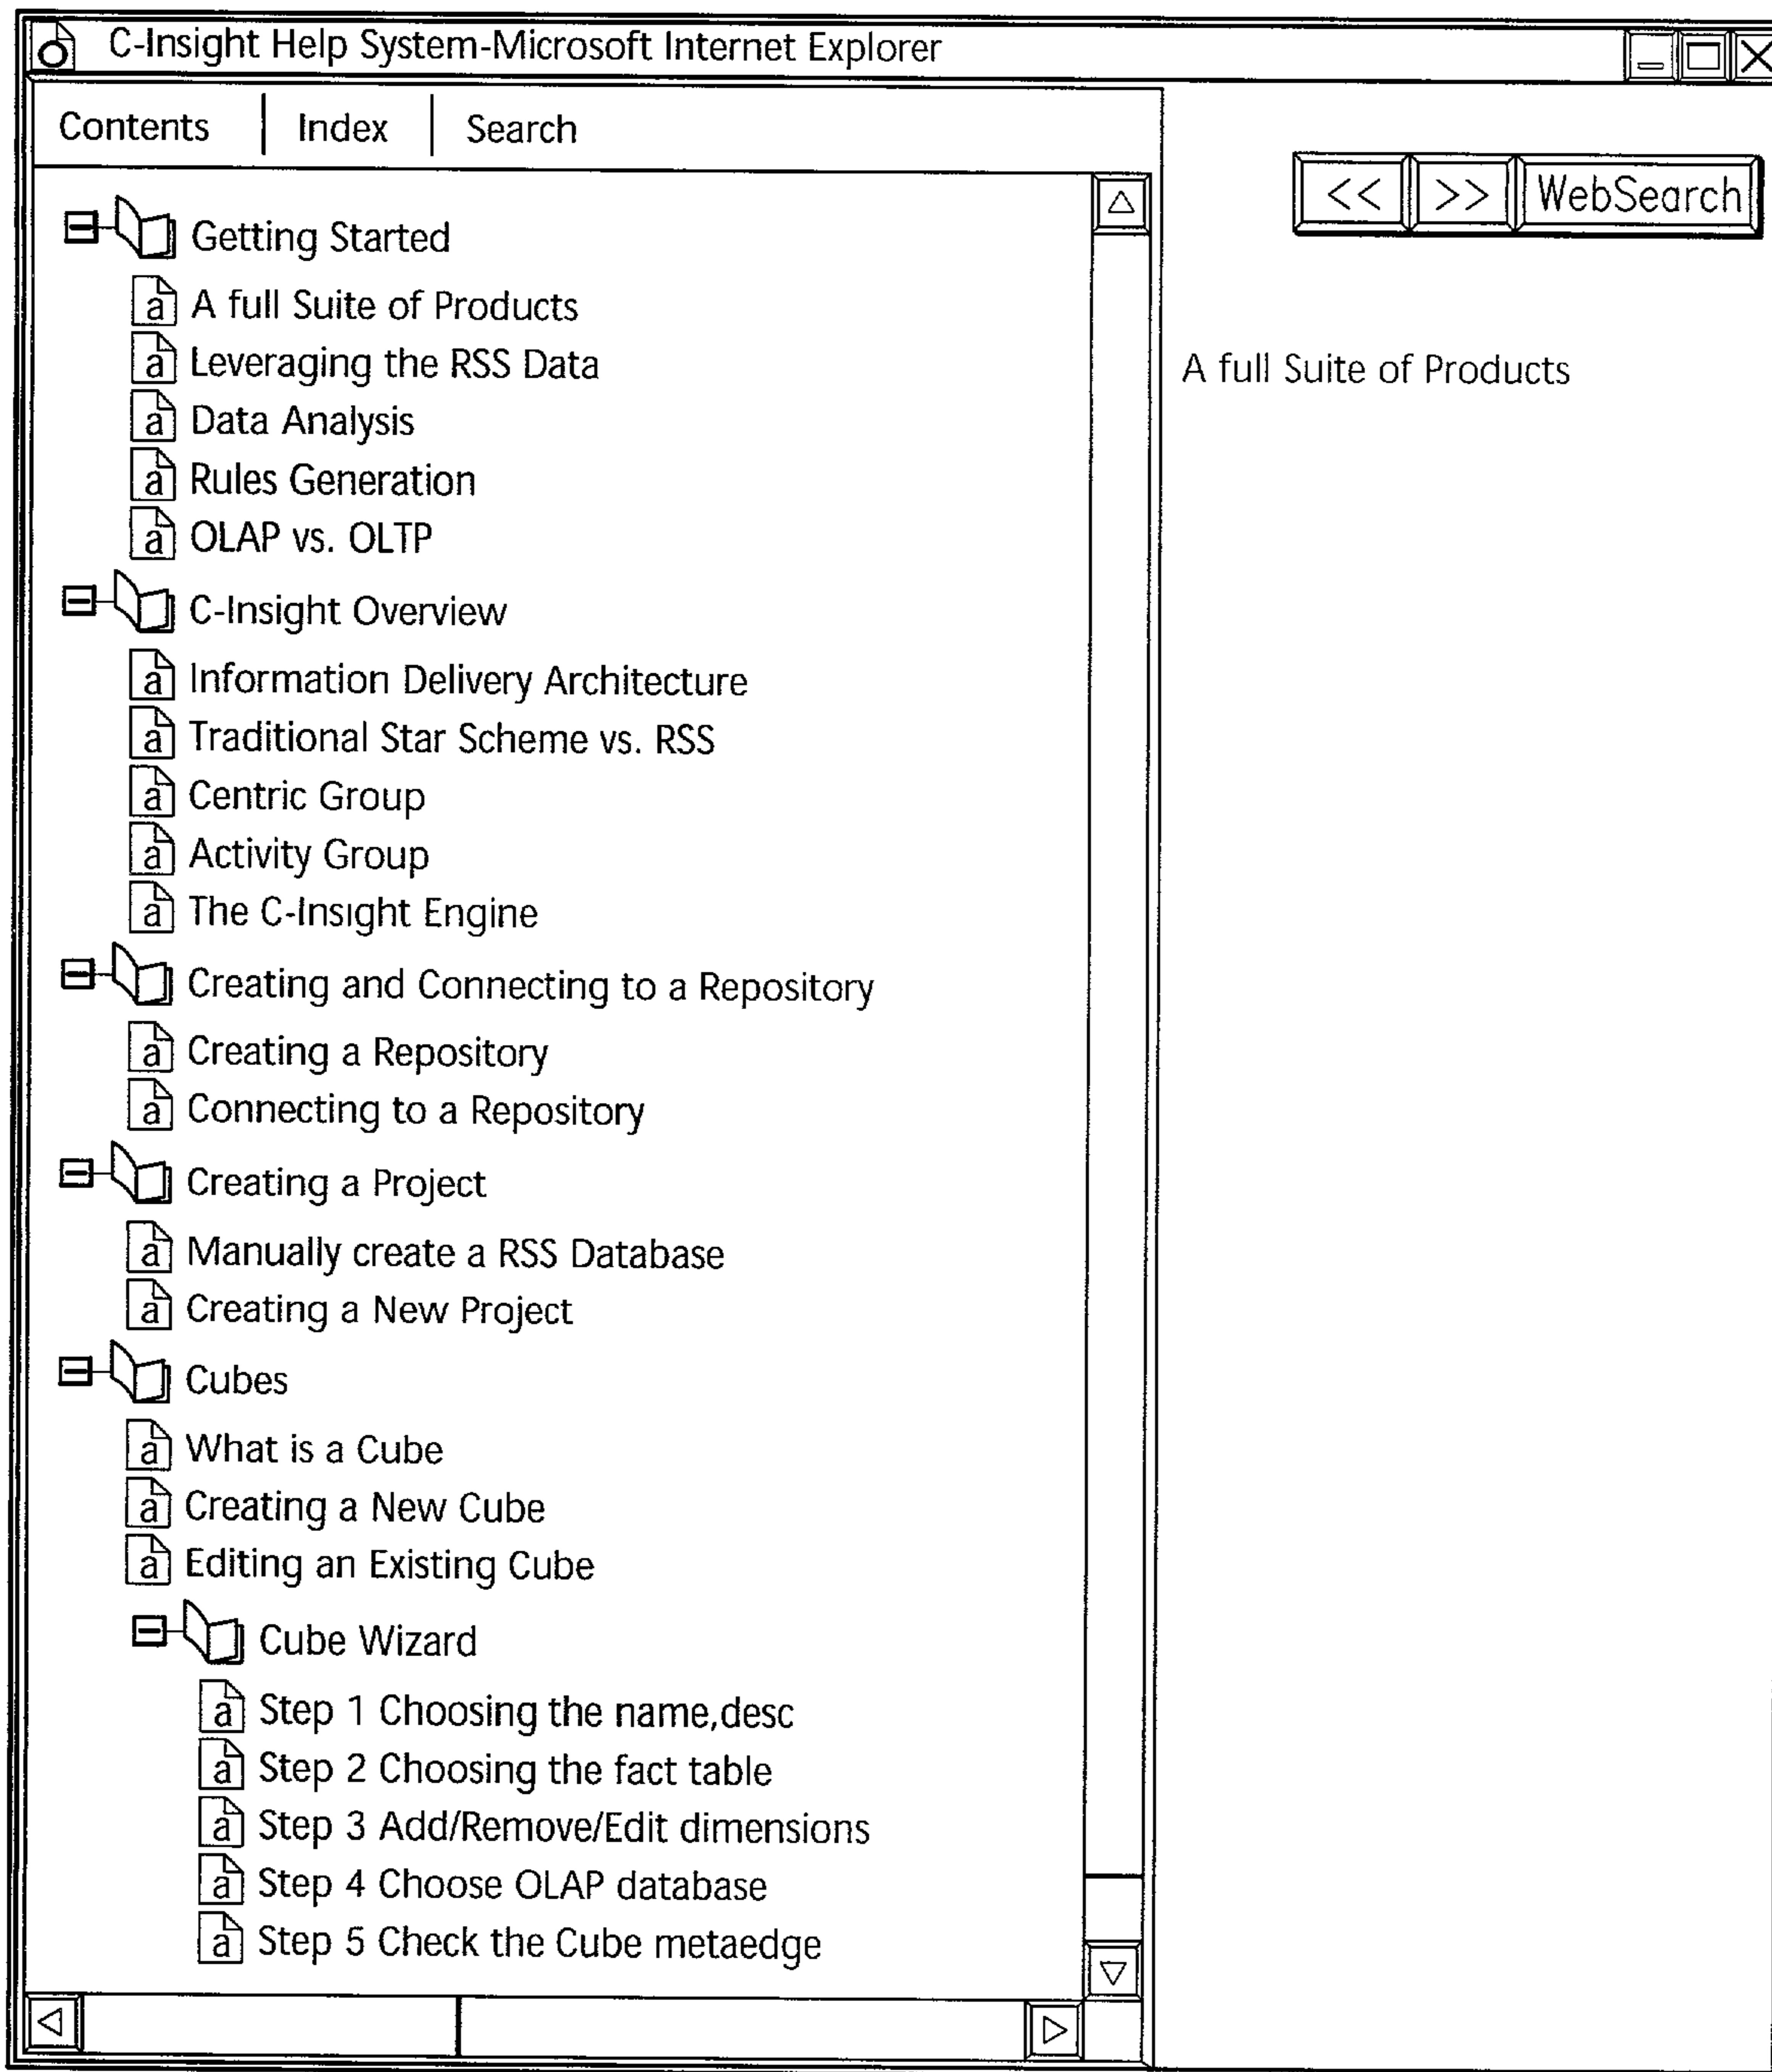 C-Insight Help System-Microsoft Internet Explorer
Contents Index Search
<< >> WebSearch
Getting Started
A full Suite of Products
Leveraging the RSS Data
A full Suite of Products
Data Analysis
Rules Generation
OLAP vs. OLTP
C-Insight Overview
Information Delivery Architecture
Traditional Star Scheme vs. RSS
Centric Group
Activity Group
The C-Insight Engine
Creating and Connecting to a Repository
Creating a Repository
Connecting to a Repository
Creating a Project
Manually create a RSS Database
Creating a New Project
Cubes
What is a Cube
Creating a New Cube
Editing an Existing Cube
Cube Wizard
Step 1 Choosing the name,desc
Step 2 Choosing the fact table
Step 3 Add/Remove/Edit dimensions
Step 4 Choose OLAP database
Step 5 Check the Cube metaedge